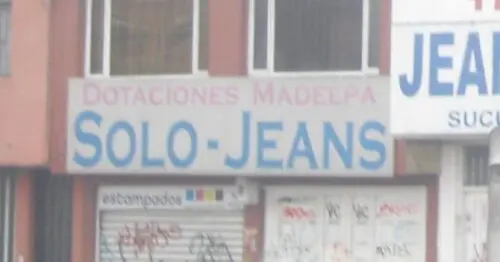 DOTACIONES MADELPA
SOLO-JEANS
estampados
JEAN
SUCU